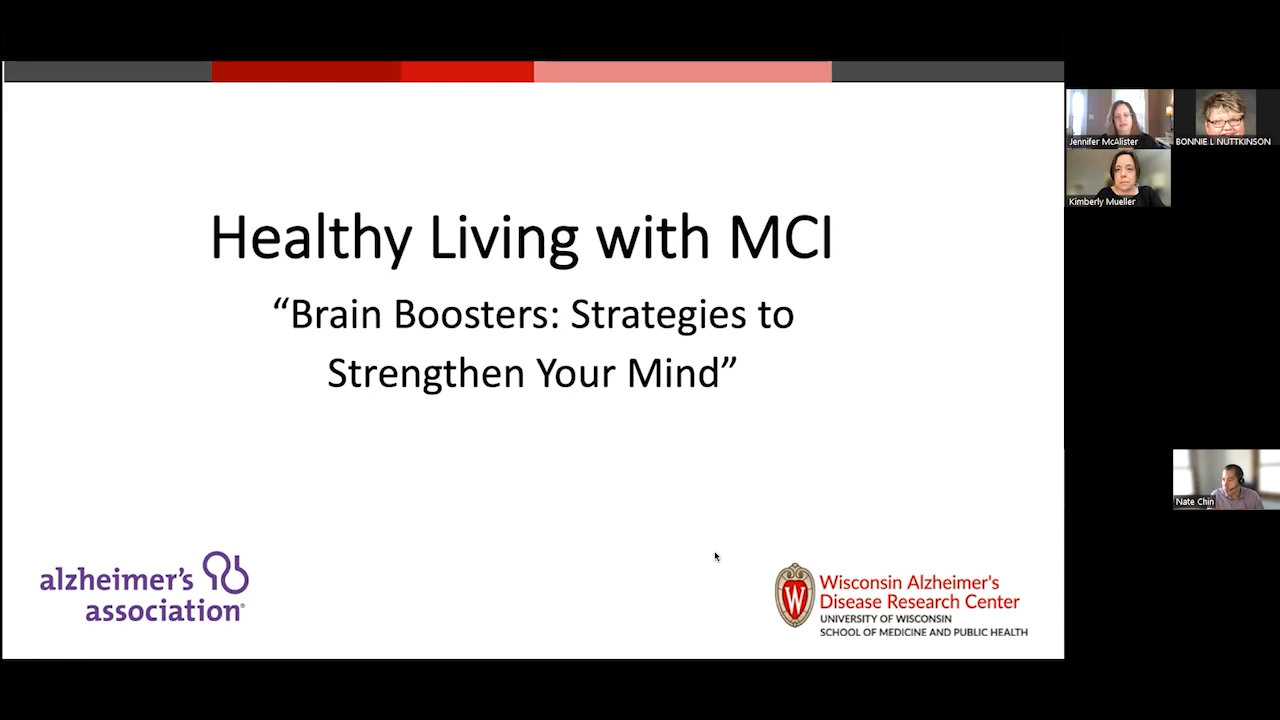 Healthy Living with MCI
“Brain Boosters: Strategies to
Strengthen Your Mind”
alzheimer's
association®
W
Wisconsin Alzheimer's
Disease Research Center
UNIVERSITY OF WISCONSIN
SCHOOL OF MEDICINE AND PUBLIC HEALTH
Jennifer McAlister
BONNIE L NUTTKINSON
Kimberly Mueller
Nate Chin